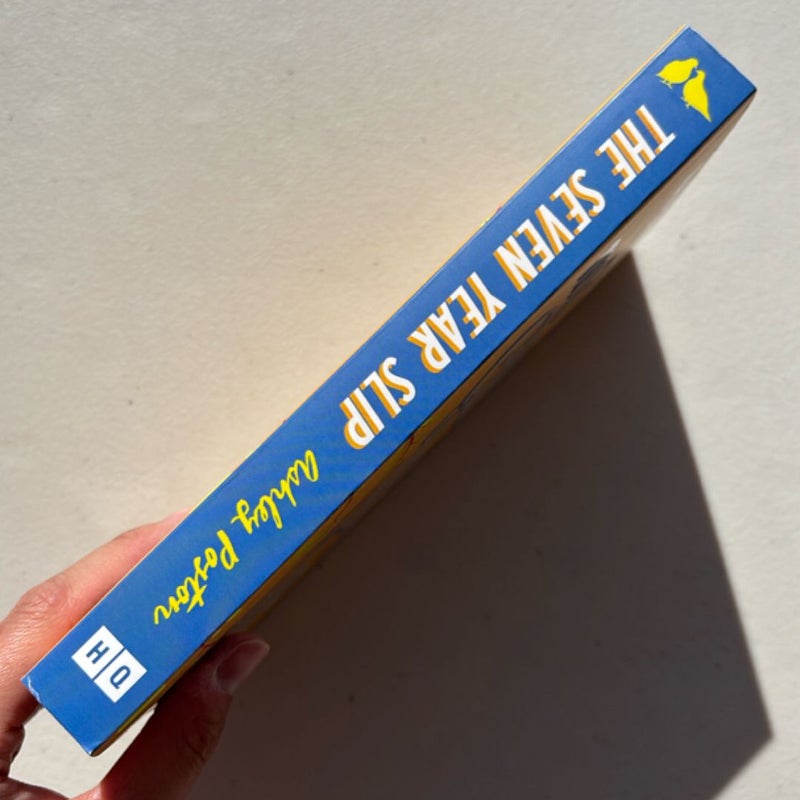 THE SEVEN YEAR SLIP
Ashley Poston
HQ